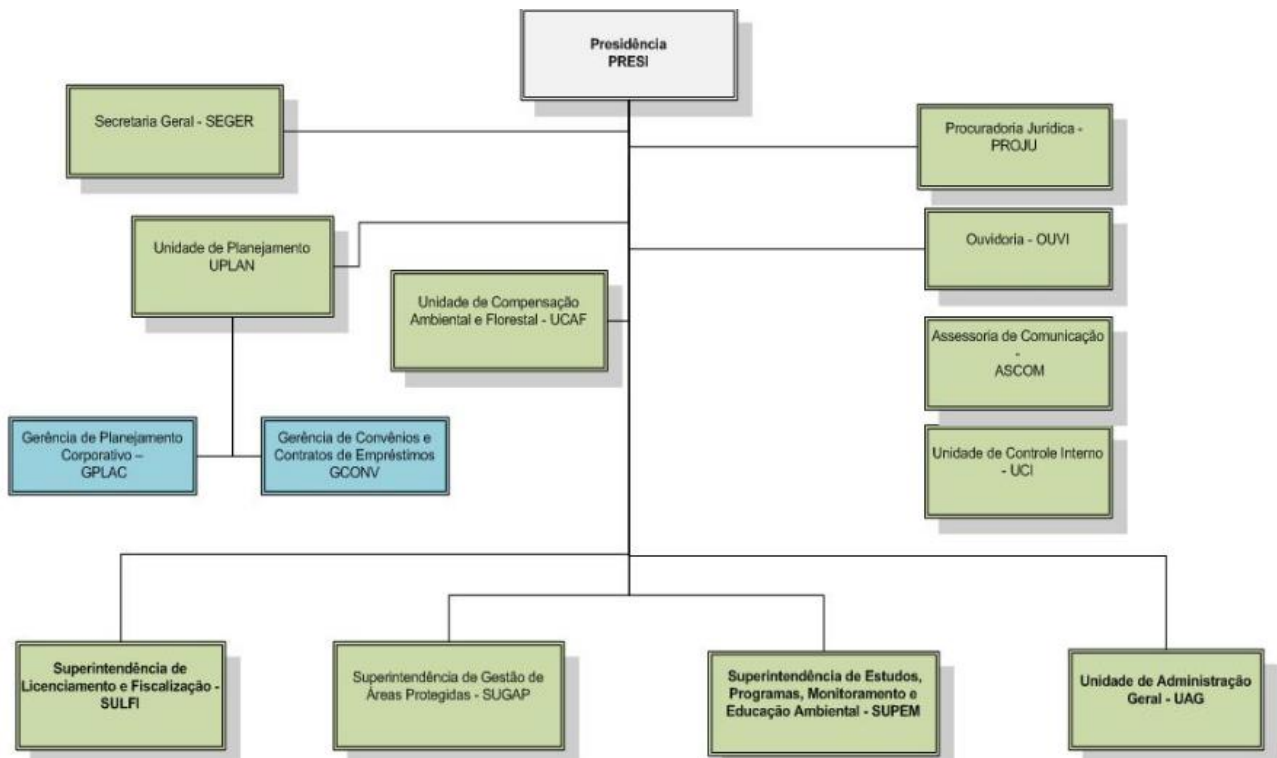 Presidência
PRESI
Secretaria Geral - SEGER
Procuradoria Jurídica -
PROJU
Unidade de Planejamento
UPLAN
Ouvidoria - OUVI
Unidade de Compensação
Ambiental e Florestal - UCAF
Assessoria de Comunicação
-
ASCOM
Gerência de Planejamento
Corporativo –
GPLAC
Gerência de Convênios e
Contratos de Empréstimos
GCONV
Unidade de Controle Interno
- UCI
Superintendência de
Licenciamento e Fiscalização -
SULFI
Superintendência de Gestão de
Áreas Protegidas - SUGAP
Superintendência de Estudos,
Programas, Monitoramento e
Educação Ambiental - SUPEM
Unidade de Administração
Geral - UAG